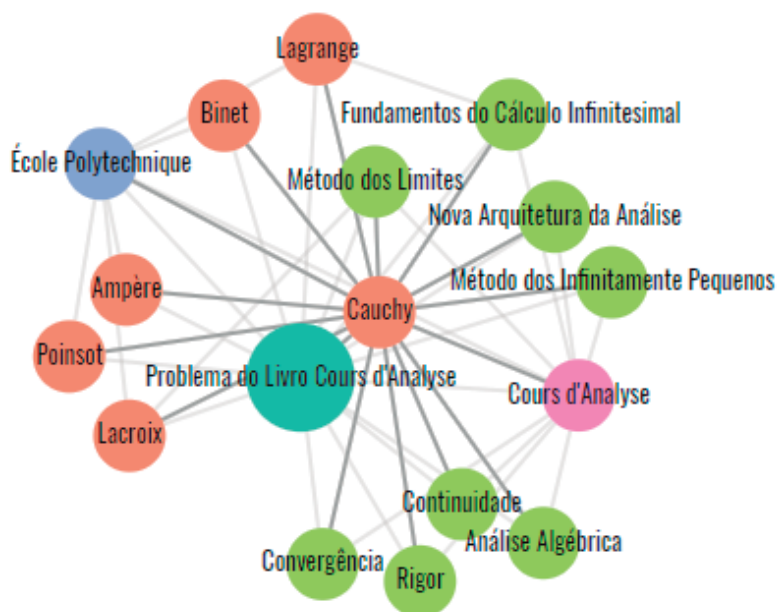 Lagrange
Binet
Fundamentos do Cálculo Infinitesimal
École Polytechnique
Método dos Limites
Nova Arquitetura da Análise
Ampère
Método dos Infinitamente Pequenos
Cauchy
Poinsot
Problema do Livro Cours d'Analyse
Cours d'Analyse
Lacroix
Continuidade
Análise Algébrica
Convergência
Rigor